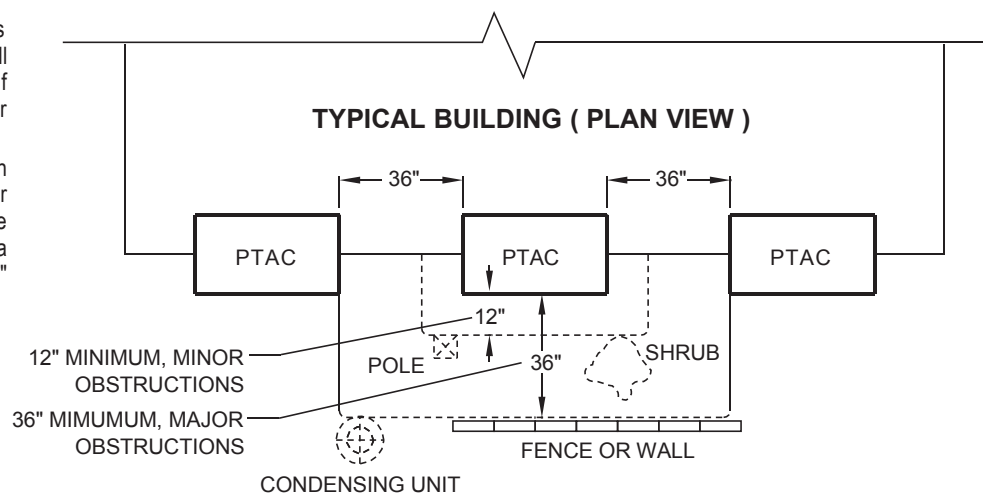 s
ll
f
r
TYPICAL BUILDING ( PLAN VIEW )
n
r
e
a
"
36"
36"
PTAC
PTAC
PTAC
12"
12" MINIMUM, MINOR
OBSTRUCTIONS
POLE
36"
SHRUB
36" MIMUMUM, MAJOR
OBSTRUCTIONS
FENCE OR WALL
CONDENSING UNIT